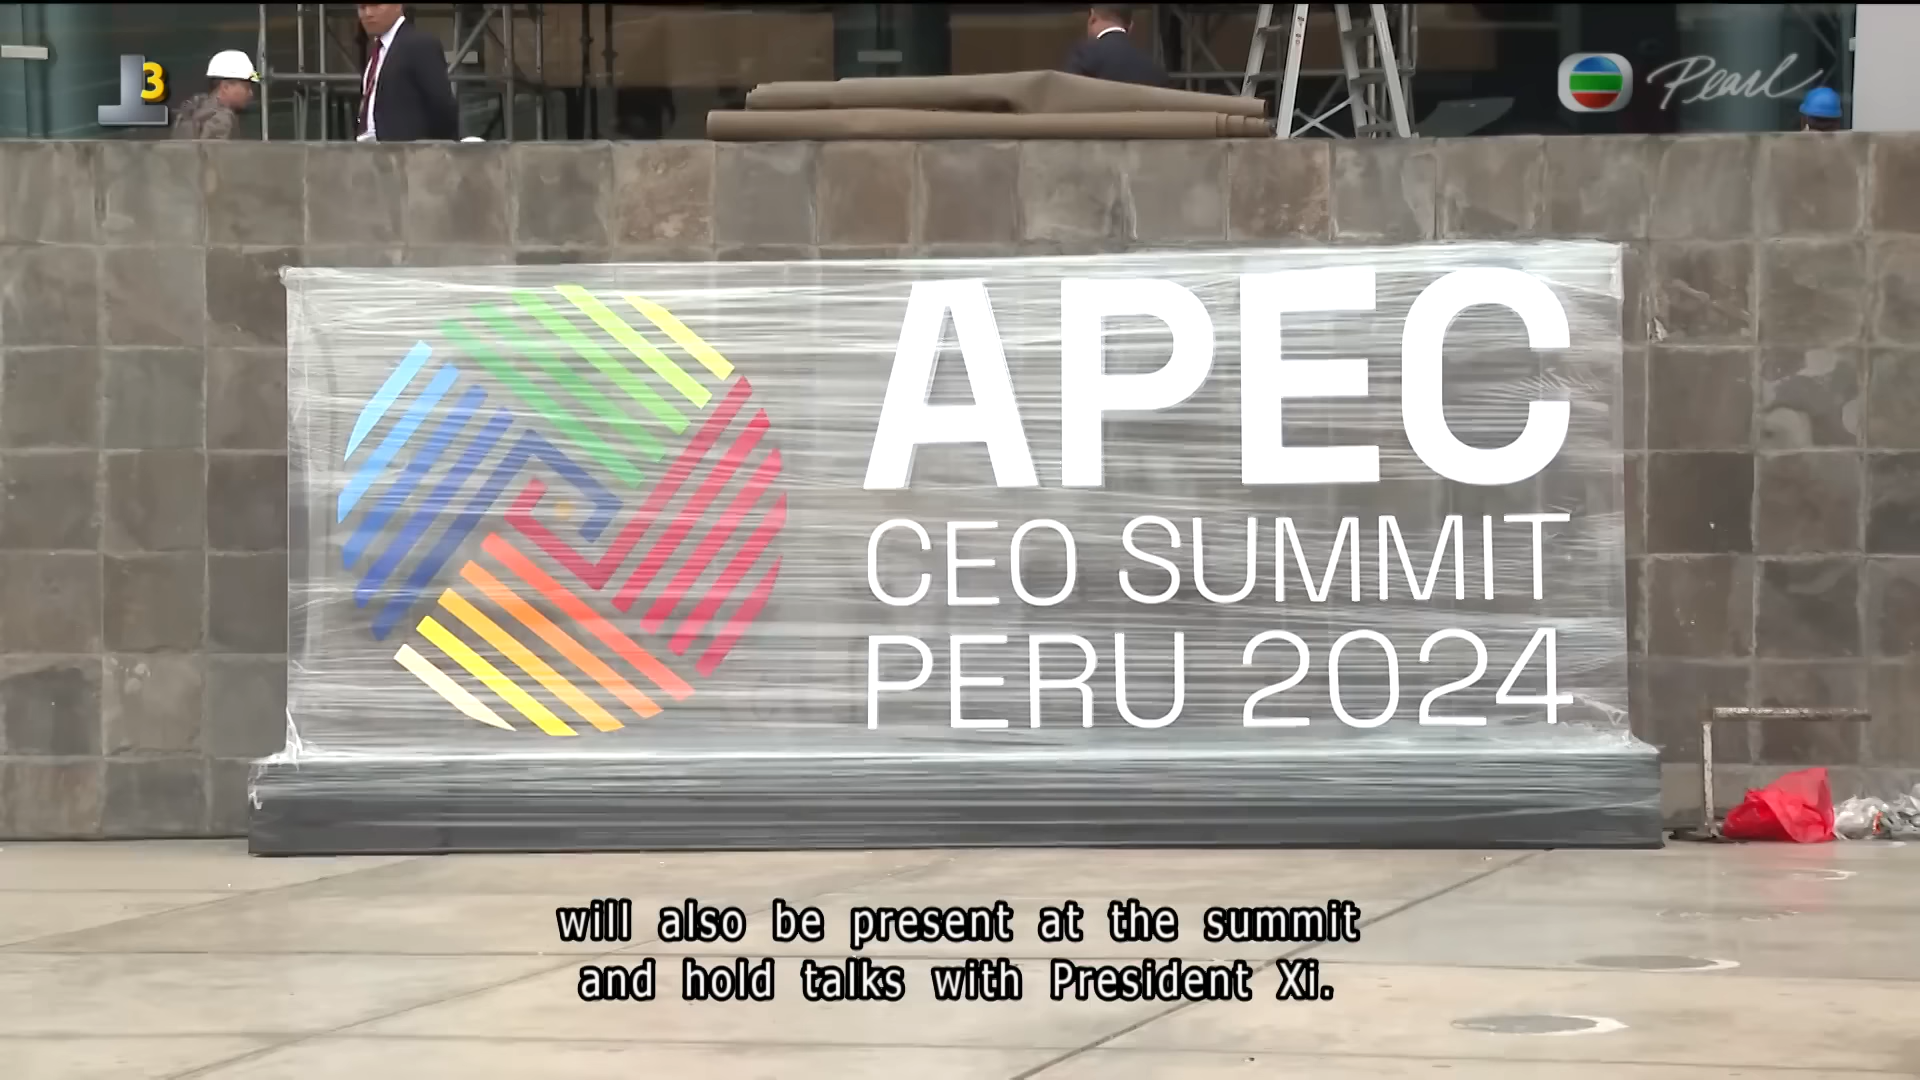 3
Pearl
APEC
CEO SUMMIT
PERU 2024
will also be present at the summit
and hold talks with President Xi.